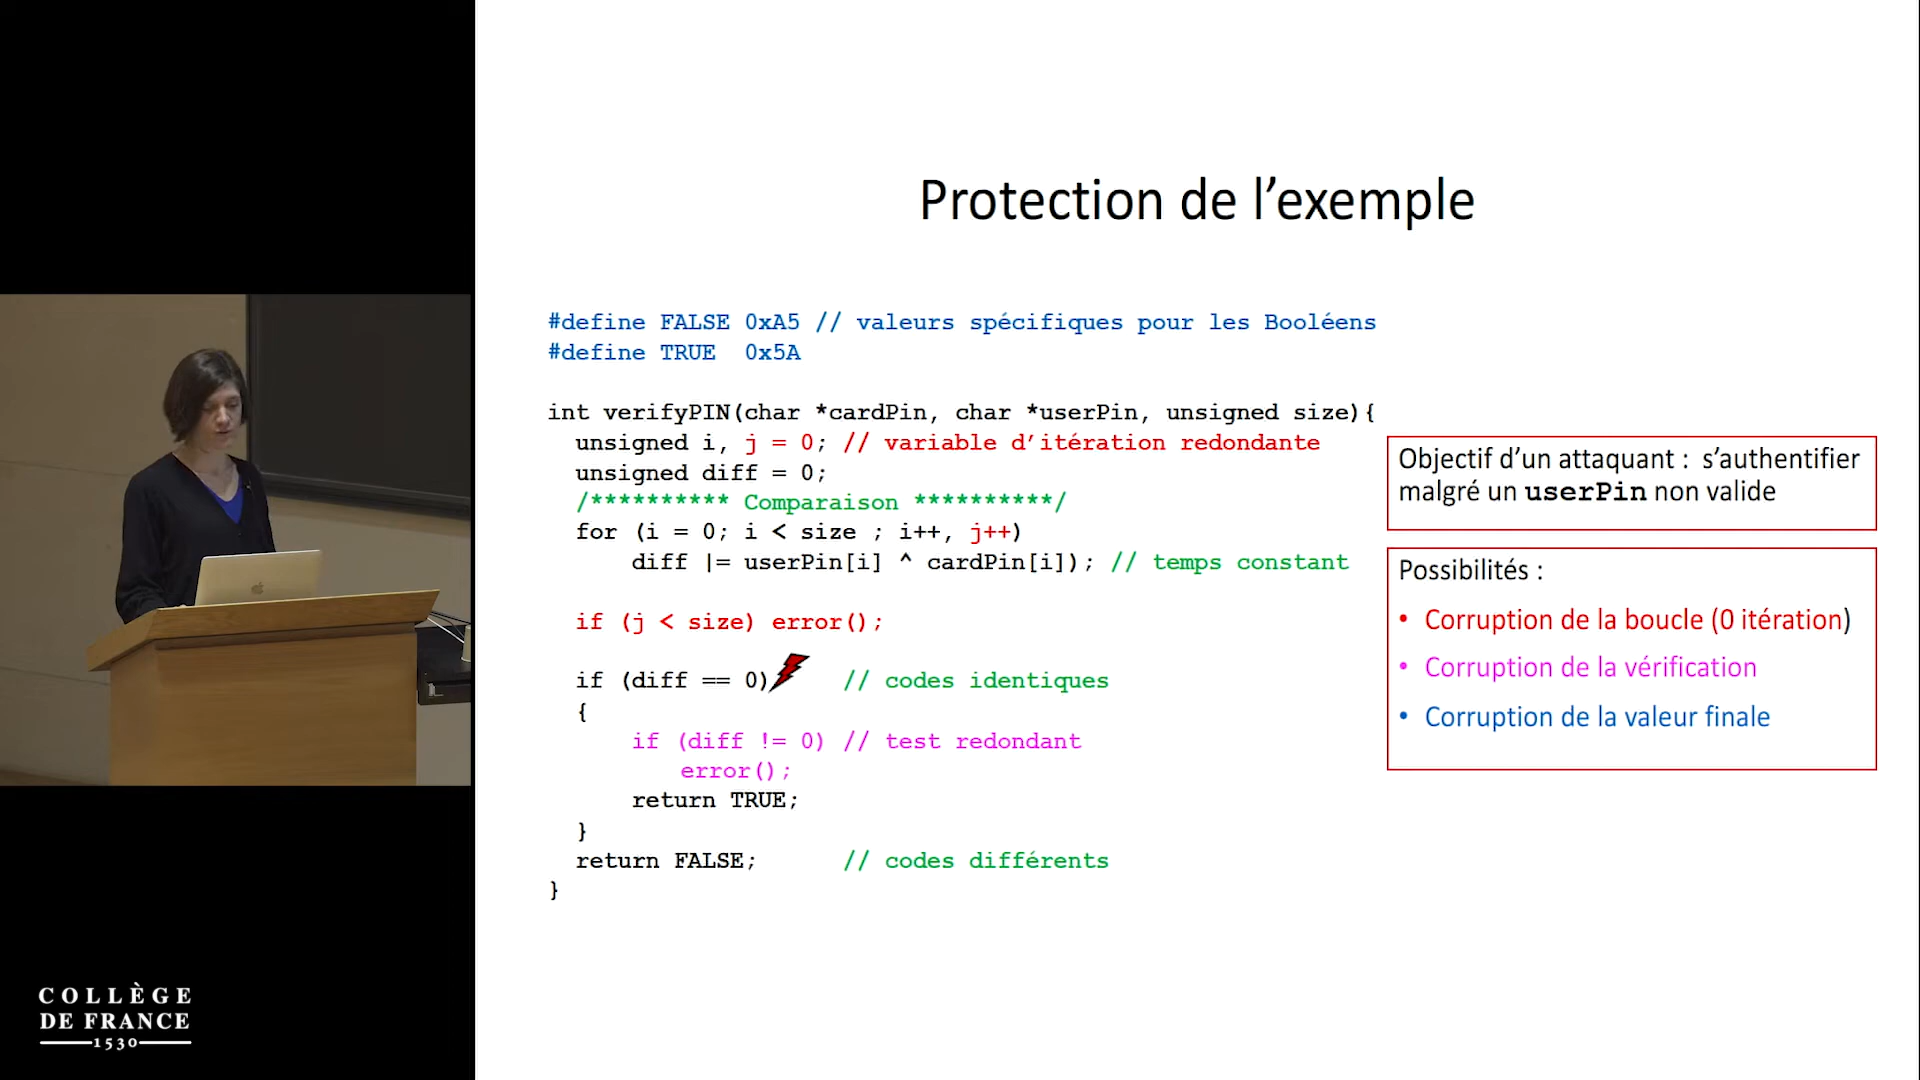 Protection de l’exemple
#define FALSE 0xA5 // valeurs spécifiques pour les Booléens
#define TRUE 0x5A
int verifyPIN(char *cardPin, char *userPin, unsigned size){
unsigned i, j = 0; // variable d’itération redondante
unsigned diff = 0;
/********** Comparaison **********/
for (i = 0; i < size ; i++, j++)
diff |= userPin[i] ^ cardPin[i]); // temps constant
if (j < size) error();
if (diff == 0) // codes identiques
{
if (diff != 0) // test redondant
error();
return TRUE;
}
return FALSE; // codes différents
}
Objectif d’un attaquant : s’authentifier
malgré un userPin non valide
Possibilités :
• Corruption de la boucle (0 itération)
• Corruption de la vérification
• Corruption de la valeur finale
COLLÈGE
DE FRANCE
1530